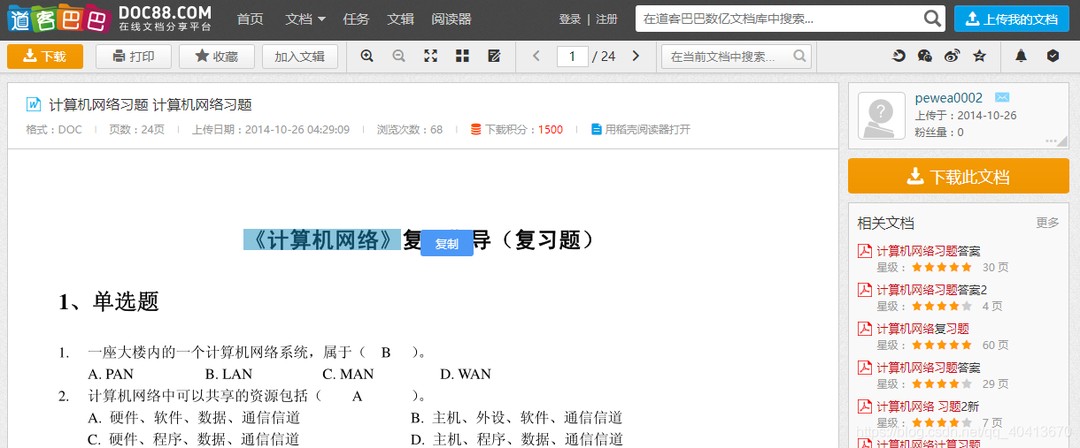 道客巴巴 DOC88.COM 在线文档分享平台 首页 文档 任务 文辑 阅读器 登录 | 注册 在道客巴巴数亿文档库中搜索... 上传我的文档
下载 打印 收藏 加入文辑 1 / 24 在当前文档中搜索...
计算机网络习题 计算机网络习题
格式：DOC 页数：24页 上传日期：2014-10-26 04:29:09 浏览次数：68 下载积分：1500 用稻壳阅读器打开
《计算机网络》复 复制 导（复习题）
1、单选题
1. 一座大楼内的一个计算机网络系统，属于（ B ）。
A. PAN B. LAN C. MAN D. WAN
2. 计算机网络中可以共享的资源包括（ A ）。
A. 硬件、软件、数据、通信信道 B. 主机、外设、软件、通信信道
C. 硬件、程序、数据、通信信道 D. 主机、程序、数据、通信信道
pewea0002
上传于：2014-10-26
粉丝量：0
下载此文档
相关文档 更多
计算机网络习题答案
星级： 30 页
计算机网络习题答案2
星级： 4 页
计算机网络复习题
星级： 60 页
计算机网络习题答案
星级： 29 页
计算机网络 习题2新
星级： 7 页
计算机网络计算习题
https://blog.csdn.net/qq_40413670